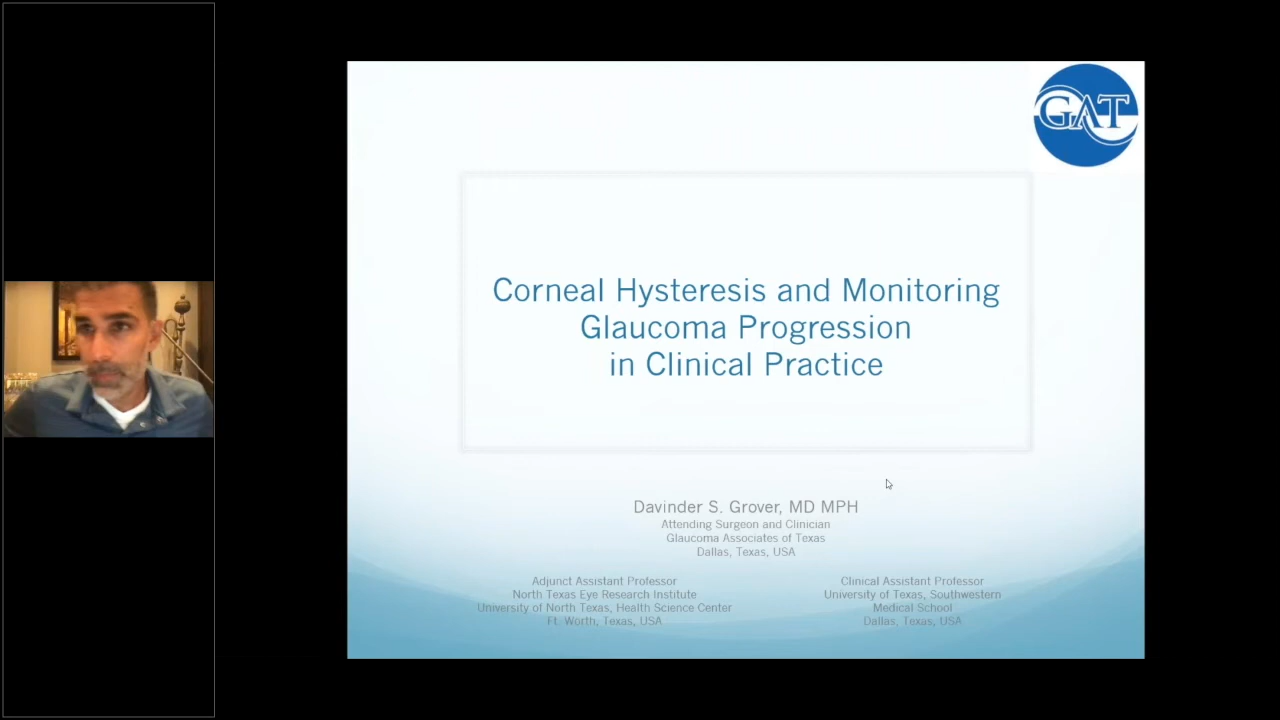 GAT
Corneal Hysteresis and Monitoring
Glaucoma Progression
in Clinical Practice
Davinder S. Grover, MD MPH
Attending Surgeon and Clinician
Glaucoma Associates of Texas
Dallas, Texas, USA
Adjunct Assistant Professor
North Texas Eye Research Institute
University of North Texas, Health Science Center
Ft. Worth, Texas, USA
Clinical Assistant Professor
University of Texas, Southwestern
Medical School
Dallas, Texas, USA